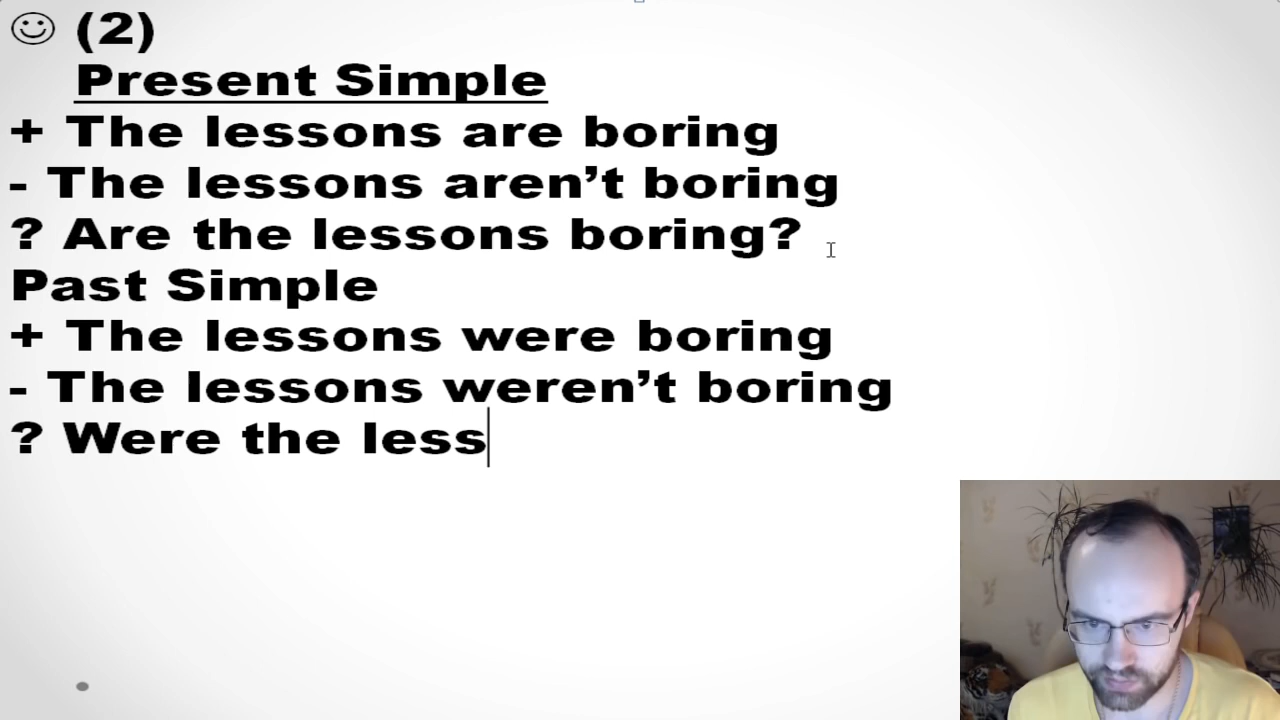 ☺ (2)
Present Simple
+ The lessons are boring
- The lessons aren’t boring
? Are the lessons boring?
Past Simple
+ The lessons were boring
- The lessons weren’t boring
? Were the less